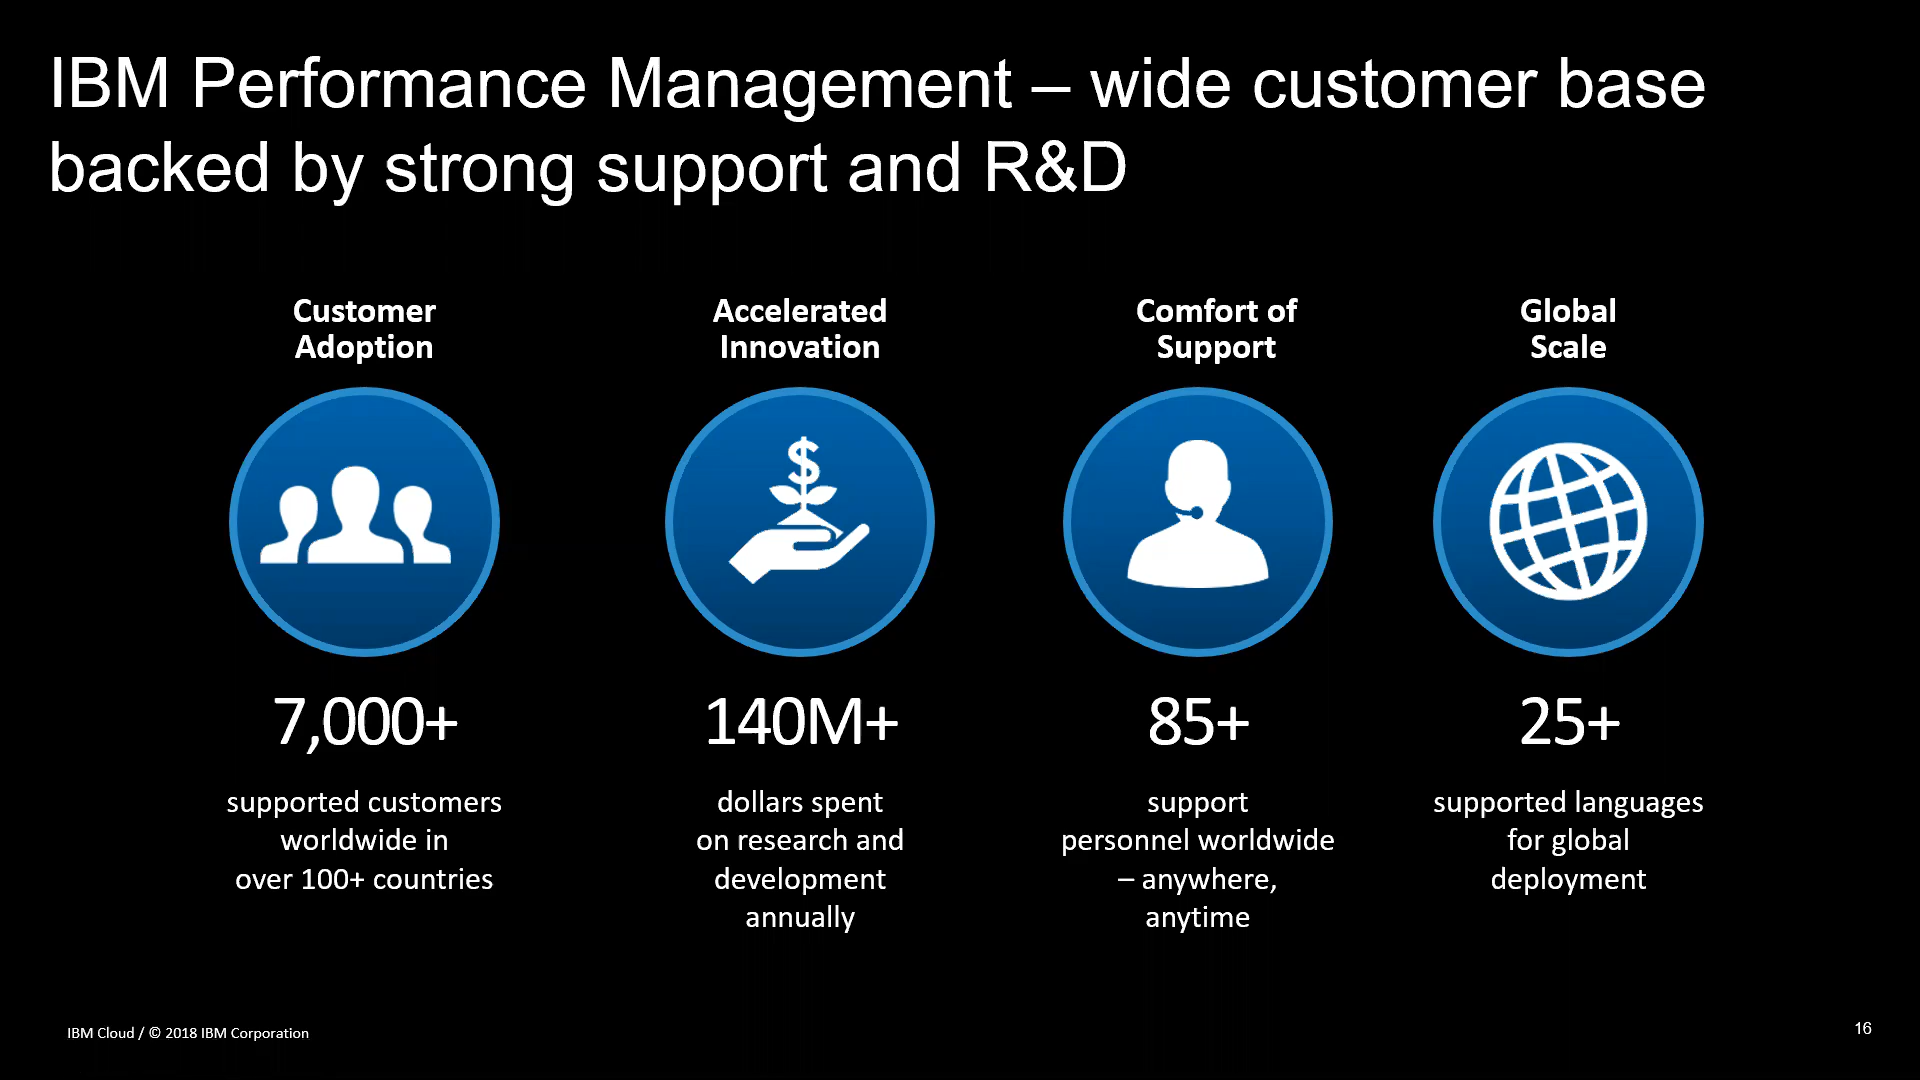 IBM Performance Management – wide customer base
backed by strong support and R&D
Customer
Adoption
7,000+
supported customers
worldwide in
over 100+ countries
Accelerated
Innovation
$
140M+
dollars spent
on research and
development
annually
Comfort of
Support
85+
support
personnel worldwide
– anywhere,
anytime
Global
Scale
25+
supported languages
for global
deployment
IBM Cloud / © 2018 IBM Corporation
16